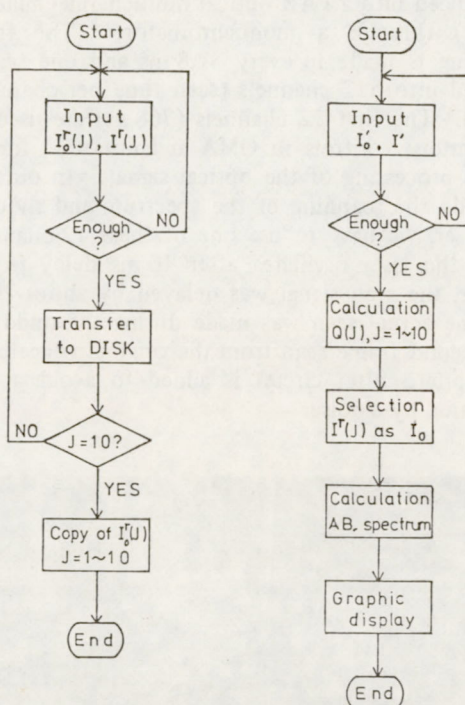 Start
Input
I₀ʳ(J), Iʳ(J)
Enough
?
NO
YES
Transfer
to DISK
NO
J=10?
YES
Copy of I₀ʳ(J)
J=1~10
End
Start
Input
I₀′, I′
Enough
?
NO
YES
Calculation
Q(J), J=1~10
Selection
Iʳ(J) as I₀
Calculation
AB. spectrum
Graphic
display
End